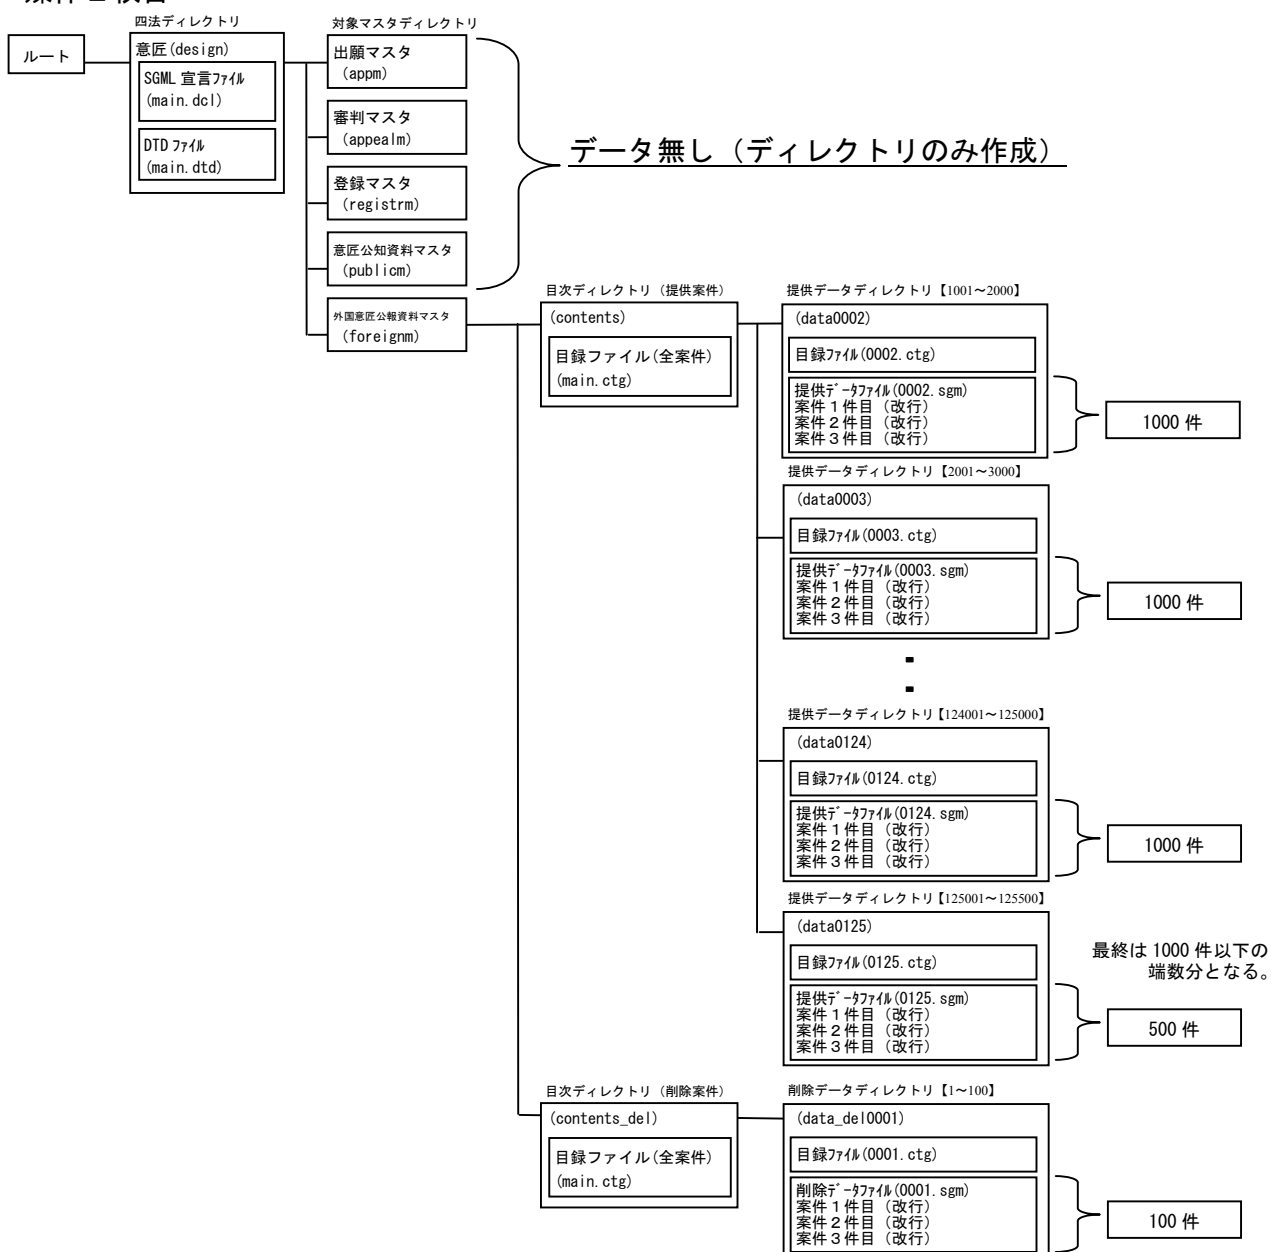 四法ディレクトリ
対象マスタディレクトリ
ルート
意匠(design)
SGML 宣言ファイル
(main.dcl)
DTD ファイル
(main.dtd)
出願マスタ
(appm)
審判マスタ
(appealm)
登録マスタ
(registrm)
意匠公知資料マスタ
(publicm)
外国意匠公報資料マスタ
(foreignm)
データ無し（ディレクトリのみ作成）
目次ディレクトリ（提供案件）
(contents)
目録ファイル(全案件)
(main.ctg)
提供データディレクトリ【1001～2000】
(data0002)
目録ﾌｧｲﾙ(0002.ctg)
提供ﾃﾞｰﾀﾌｧｲﾙ(0002.sgm)
案件１件目（改行）
案件２件目（改行）
案件３件目（改行）
1000 件
提供データディレクトリ【2001～3000】
(data0003)
目録ﾌｧｲﾙ(0003.ctg)
提供ﾃﾞｰﾀﾌｧｲﾙ(0003.sgm)
案件１件目（改行）
案件２件目（改行）
案件３件目（改行）
1000 件
提供データディレクトリ【124001～125000】
(data0124)
目録ﾌｧｲﾙ(0124.ctg)
提供ﾃﾞｰﾀﾌｧｲﾙ(0124.sgm)
案件１件目（改行）
案件２件目（改行）
案件３件目（改行）
1000 件
提供データディレクトリ【125001～125500】
(data0125)
目録ﾌｧｲﾙ(0125.ctg)
提供ﾃﾞｰﾀﾌｧｲﾙ(0125.sgm)
案件１件目（改行）
案件２件目（改行）
案件３件目（改行）
最終は 1000 件以下の
端数分となる。
500 件
目次ディレクトリ（削除案件）
(contents_del)
目録ファイル(全案件)
(main.ctg)
削除データディレクトリ【1～100】
(data_del0001)
目録ﾌｧｲﾙ(0001.ctg)
削除ﾃﾞｰﾀﾌｧｲﾙ(0001.sgm)
案件１件目（改行）
案件２件目（改行）
案件３件目（改行）
100 件